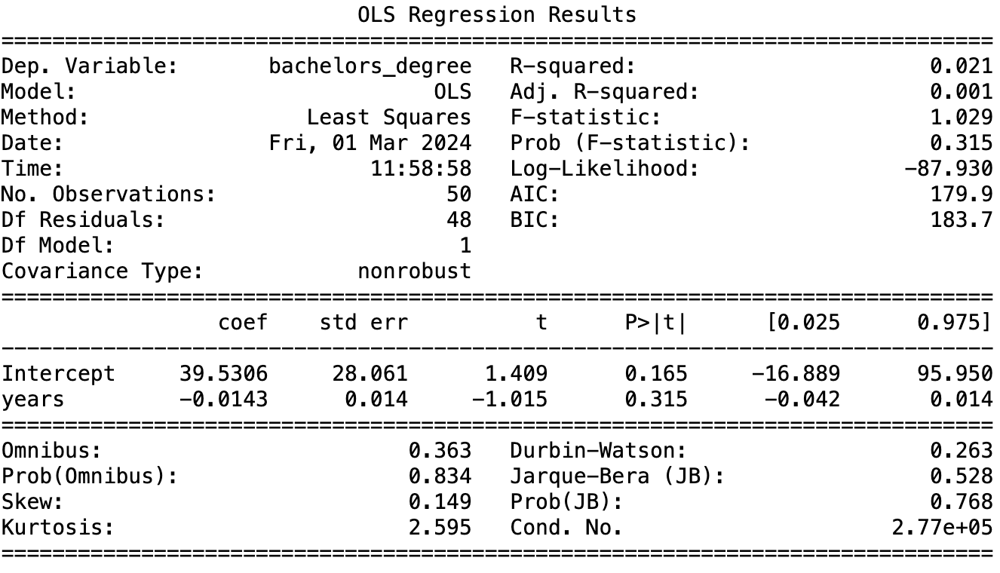 OLS Regression Results
==============================================================================
Dep. Variable:        bachelors_degree   R-squared:                       0.021
Model:                             OLS   Adj. R-squared:                  0.001
Method:                  Least Squares   F-statistic:                     1.029
Date:                 Fri, 01 Mar 2024   Prob (F-statistic):              0.315
Time:                         11:58:58   Log-Likelihood:                -87.930
No. Observations:                   50   AIC:                             179.9
Df Residuals:                       48   BIC:                             183.7
Df Model:                            1
Covariance Type:             nonrobust
==============================================================================
                 coef    std err          t      P>|t|      [0.025      0.975]
------------------------------------------------------------------------------
Intercept     39.5306     28.061      1.409      0.165     -16.889      95.950
years         -0.0143      0.014     -1.015      0.315      -0.042       0.014
==============================================================================
Omnibus:                         0.363   Durbin-Watson:                   0.263
Prob(Omnibus):                   0.834   Jarque-Bera (JB):                0.528
Skew:                            0.149   Prob(JB):                        0.768
Kurtosis:                        2.595   Cond. No.                     2.77e+05
==============================================================================